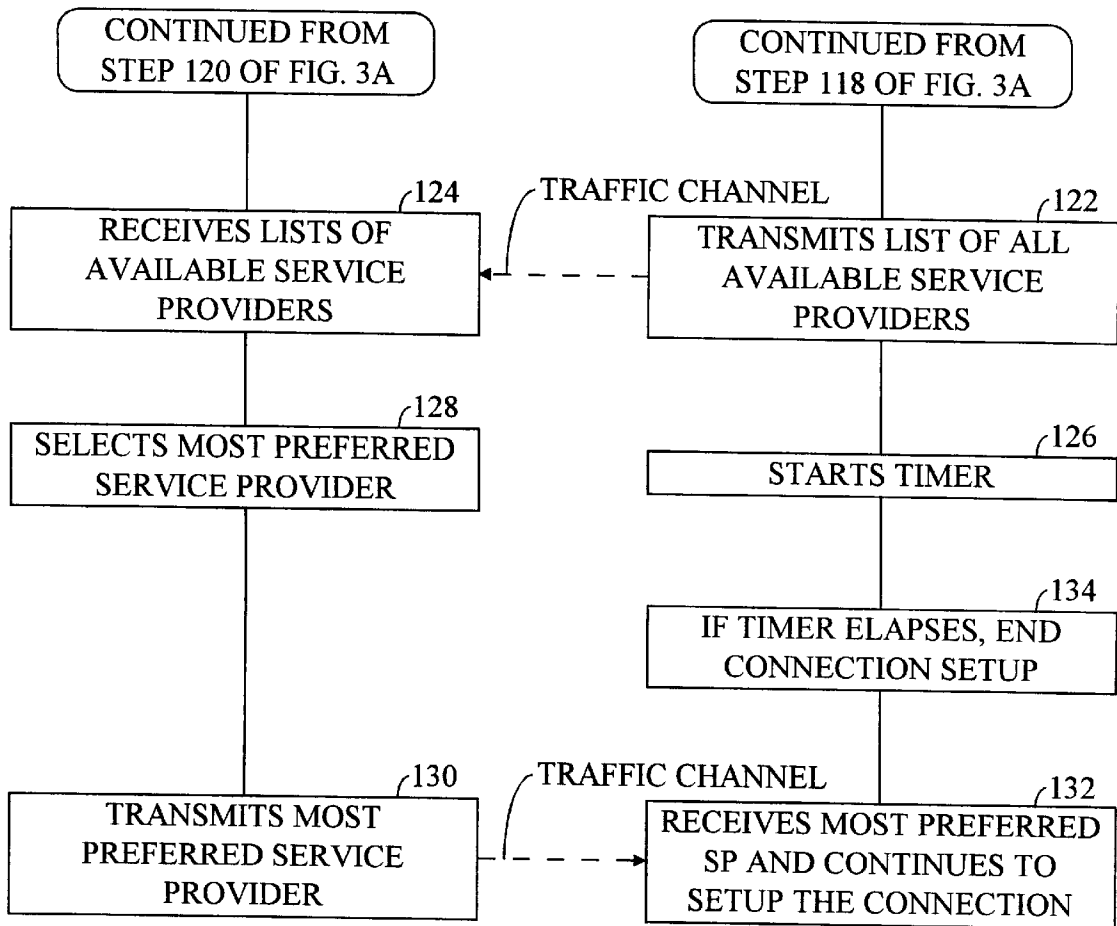 CONTINUED FROM
STEP 120 OF FIG. 3A
CONTINUED FROM
STEP 118 OF FIG. 3A
124
RECEIVES LISTS OF
AVAILABLE SERVICE
PROVIDERS
TRAFFIC CHANNEL
122
TRANSMITS LIST OF ALL
AVAILABLE SERVICE
PROVIDERS
128
SELECTS MOST PREFERRED
SERVICE PROVIDER
126
STARTS TIMER
134
IF TIMER ELAPSES, END
CONNECTION SETUP
130
TRANSMITS MOST
PREFERRED SERVICE
PROVIDER
TRAFFIC CHANNEL
132
RECEIVES MOST PREFERRED
SP AND CONTINUES TO
SETUP THE CONNECTION